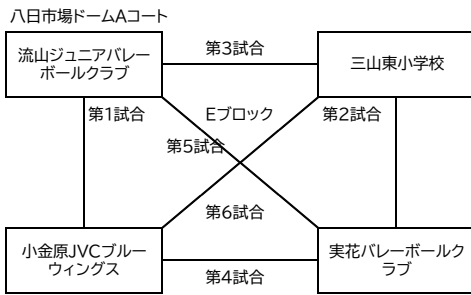 八日市場ドームAコート
流山ジュニアバレー
ボールクラブ
第3試合
三山東小学校
第1試合
Eブロック
第2試合
第5試合
第6試合
小金原JVCブルー
ウィングス
第4試合
実花バレーボールク
ラブ